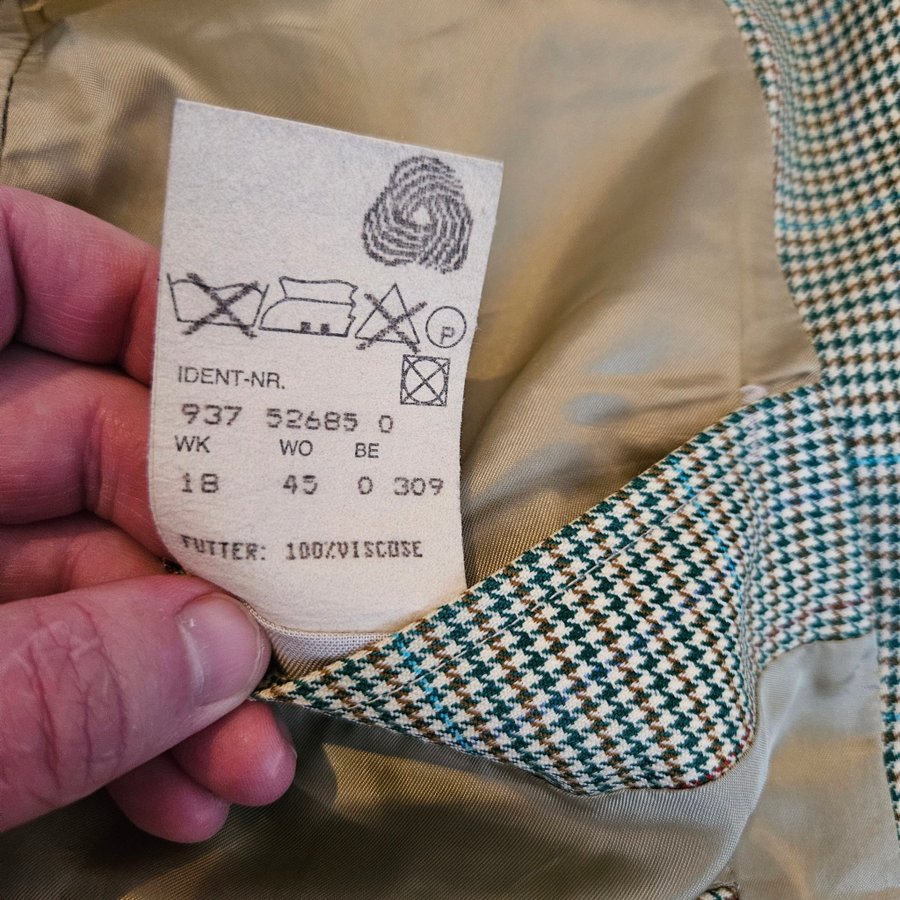 P
IDENT-NR.
937 52685 0
WK WO BE
18 45 0 309
FUTTER: 100%VISCOSE